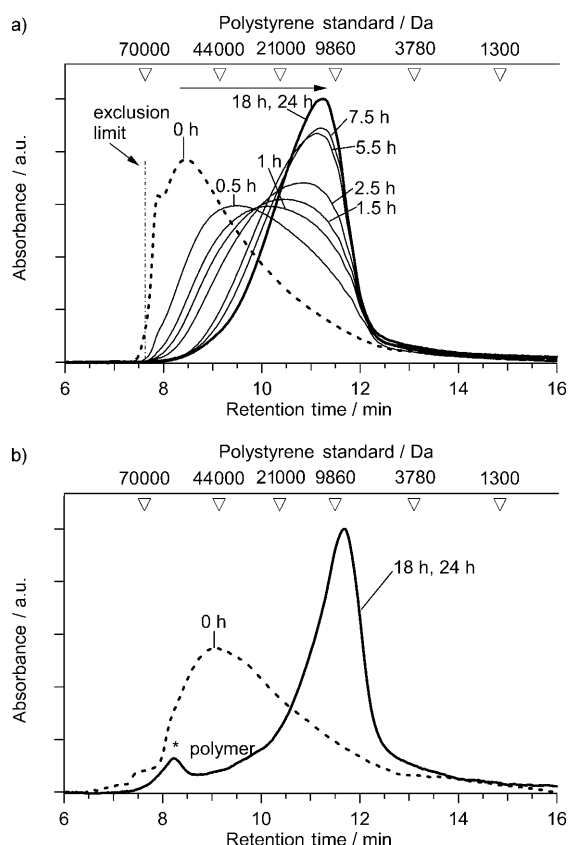 a)
Polystyrene standard / Da
70000 44000 21000 9860 3780 1300
exclusion
limit
0 h
0.5 h
1 h
18 h, 24 h
7.5 h
5.5 h
2.5 h
1.5 h
Absorbance / a.u.
6 8 10 12 14 16
Retention time / min
b)
Polystyrene standard / Da
70000 44000 21000 9860 3780 1300
0 h
18 h, 24 h
* polymer
Absorbance / a.u.
6 8 10 12 14 16
Retention time / min